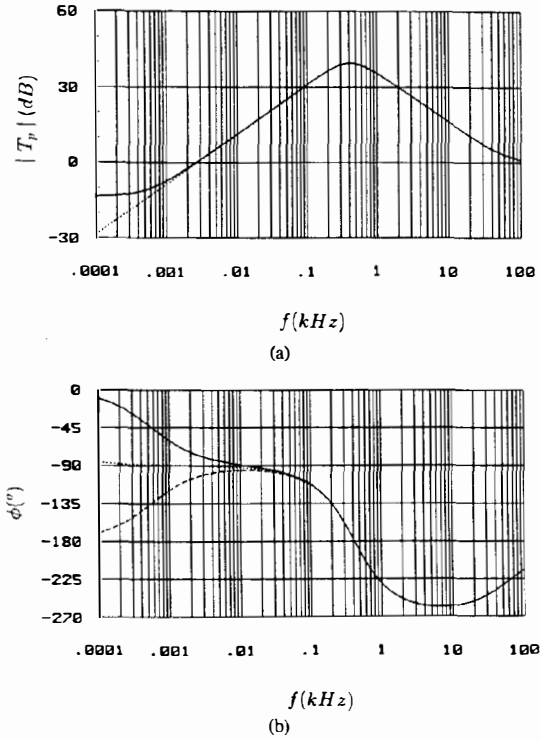 60
30
0
-30
| T_p | (dB)
.0001 .001 .01 .1 1 10 100
f(kHz)
(a)
0
-45
-90
-135
-180
-225
-270
φ(°)
.0001 .001 .01 .1 1 10 100
f(kHz)
(b)